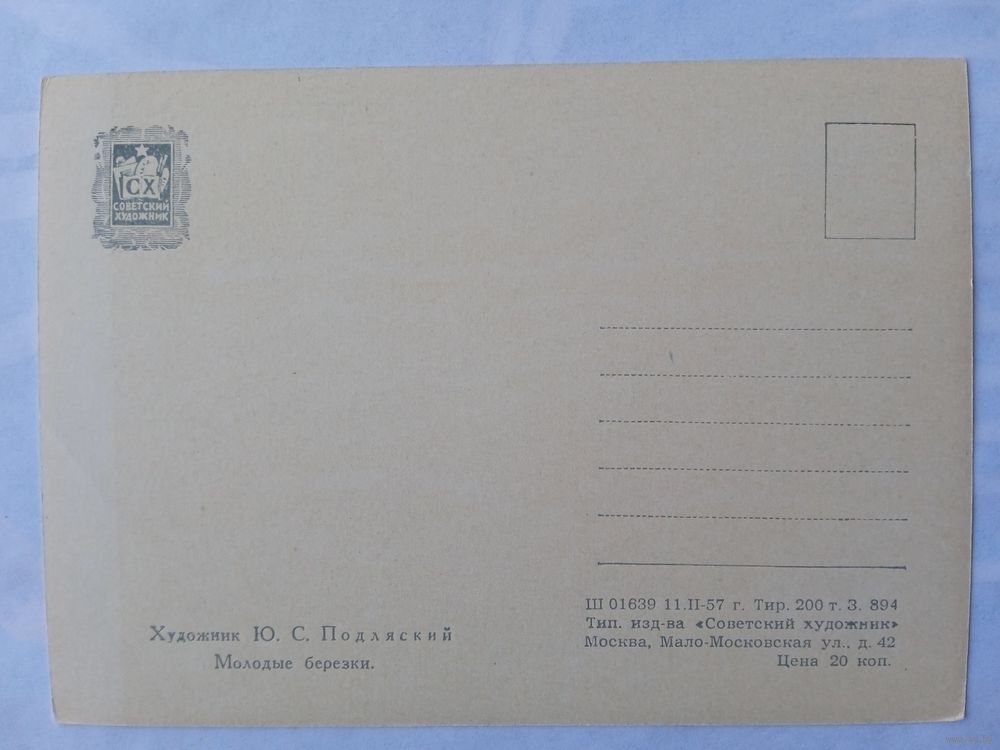 СХ
СОВЕТСКИЙ
ХУДОЖНИК
Художник Ю. С. Подляский
Молодые березки.
Ш 01639 11.II-57 г. Тир. 200 т. З. 894
Тип. изд-ва «Советский художник»
Москва, Мало-Московская ул., д. 42
Цена 20 коп.